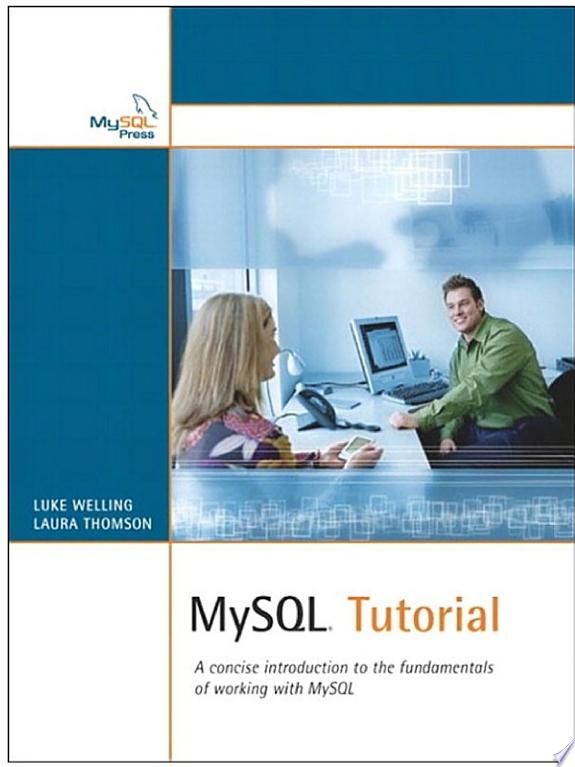 MySQL
Press
LUKE WELLING
LAURA THOMSON
MySQL® Tutorial
A concise introduction to the fundamentals
of working with MySQL